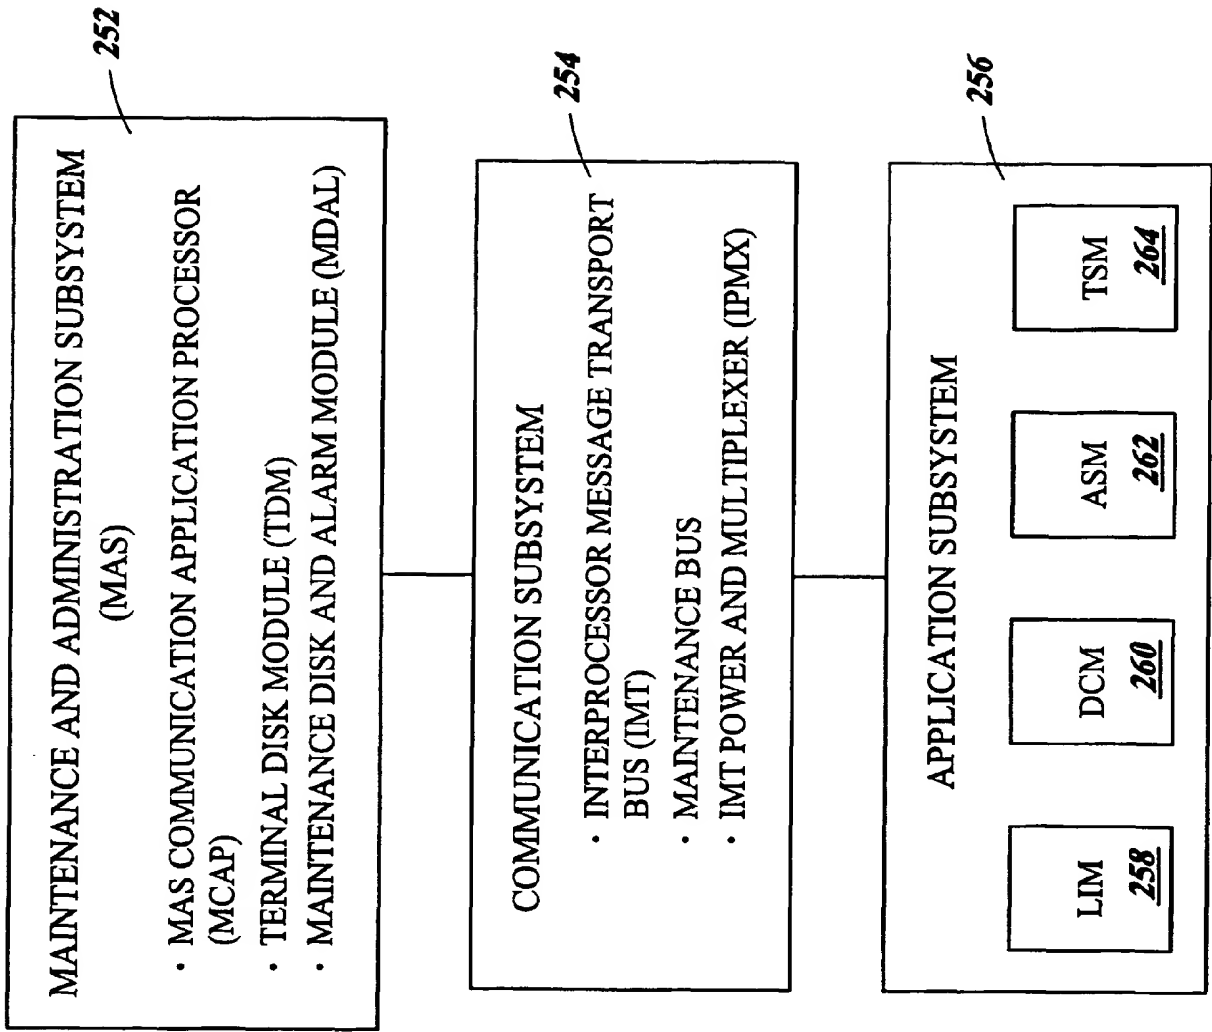 MAINTENANCE AND ADMINISTRATION SUBSYSTEM
(MAS)
252
· MAS COMMUNICATION APPLICATION PROCESSOR
(MCAP)
· TERMINAL DISK MODULE (TDM)
· MAINTENANCE DISK AND ALARM MODULE (MDAL)
COMMUNICATION SUBSYSTEM
254
· INTERPROCESSOR MESSAGE TRANSPORT
BUS (IMT)
· MAINTENANCE BUS
· IMT POWER AND MULTIPLEXER (IPMX)
APPLICATION SUBSYSTEM
256
LIM
258
DCM
260
ASM
262
TSM
264